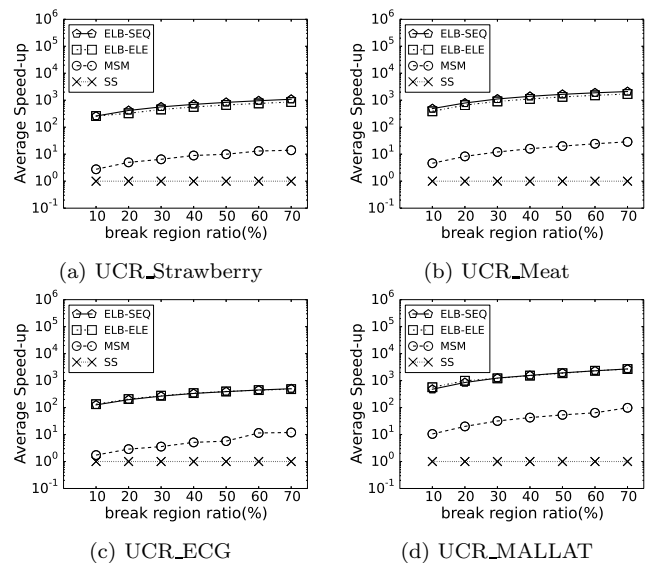 10^6
10^5
10^4
10^3
10^2
10^1
10^0
10^-1
Average Speed-up
ELB-SEQ
ELB-ELE
MSM
SS
10 20 30 40 50 60 70
break region ratio(%)
(a) UCR_Strawberry
10^6
10^5
10^4
10^3
10^2
10^1
10^0
10^-1
Average Speed-up
ELB-SEQ
ELB-ELE
MSM
SS
10 20 30 40 50 60 70
break region ratio(%)
(b) UCR_Meat
10^6
10^5
10^4
10^3
10^2
10^1
10^0
10^-1
Average Speed-up
ELB-SEQ
ELB-ELE
MSM
SS
10 20 30 40 50 60 70
break region ratio(%)
(c) UCR_ECG
10^6
10^5
10^4
10^3
10^2
10^1
10^0
10^-1
Average Speed-up
ELB-SEQ
ELB-ELE
MSM
SS
10 20 30 40 50 60 70
break region ratio(%)
(d) UCR_MALLAT